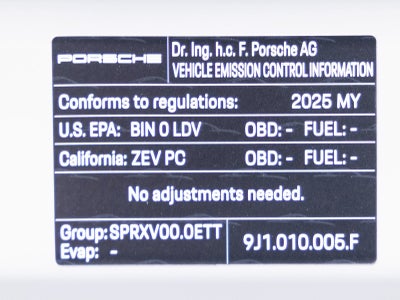 PORSCHE
Dr. Ing. h.c. F. Porsche AG
VEHICLE EMISSION CONTROL INFORMATION
Conforms to regulations: 2025 MY
U.S. EPA: BIN 0 LDV OBD: - FUEL: -
California: ZEV PC OBD: - FUEL: -
No adjustments needed.
Group: SPRXV00.0ETT
Evap: -
9J1.010.005.F